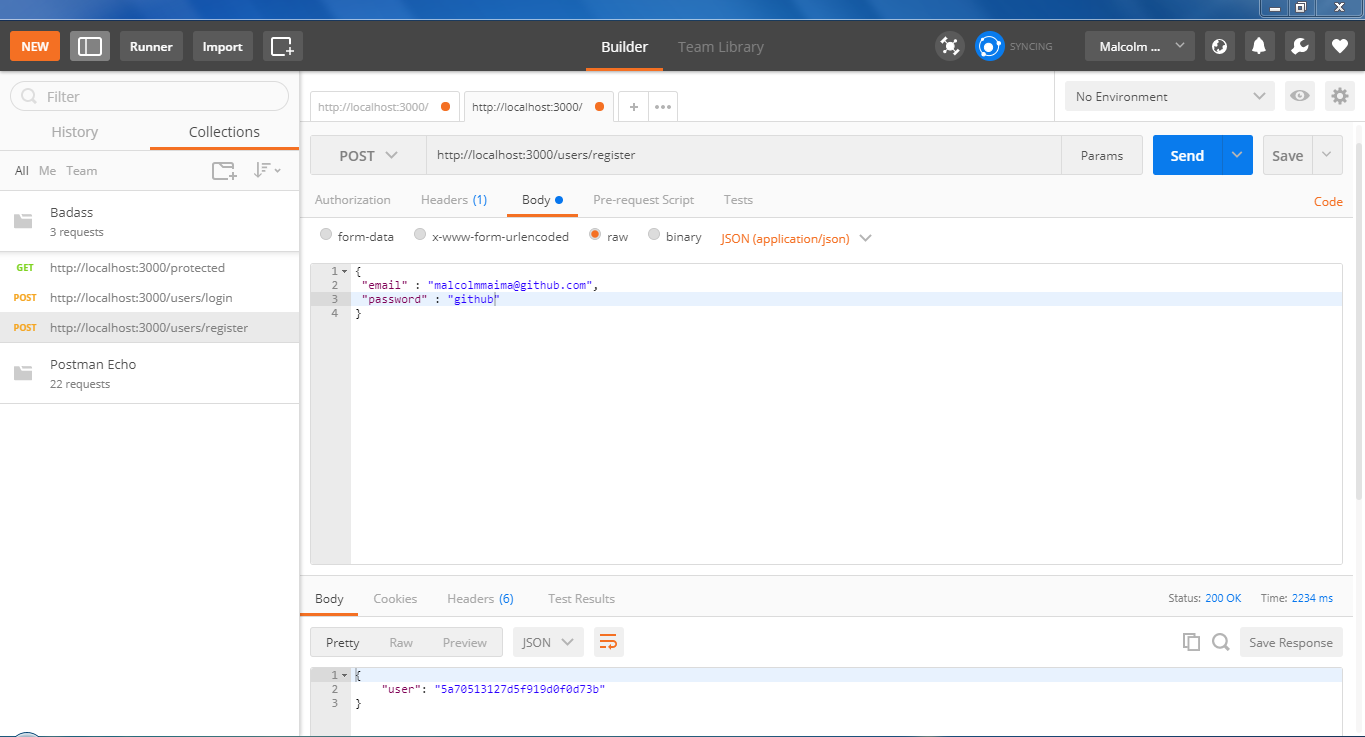 NEW Runner Import Builder Team Library SYNCING Malcolm ...
Filter
History Collections
All Me Team
Badass
3 requests
GET http://localhost:3000/protected
POST http://localhost:3000/users/login
POST http://localhost:3000/users/register
Postman Echo
22 requests
http://localhost:3000/ http://localhost:3000/ + ••• No Environment
POST http://localhost:3000/users/register Params Send Save
Authorization Headers (1) Body Pre-request Script Tests Code
form-data x-www-form-urlencoded raw binary JSON (application/json)
1 {
2 "email" : "malcolmmaima@github.com",
3 "password" : "github"
4 }
Body Cookies Headers (6) Test Results Status: 200 OK Time: 2234 ms
Pretty Raw Preview JSON Save Response
1 {
2 "user": "5a70513127d5f919d0f0d73b"
3 }